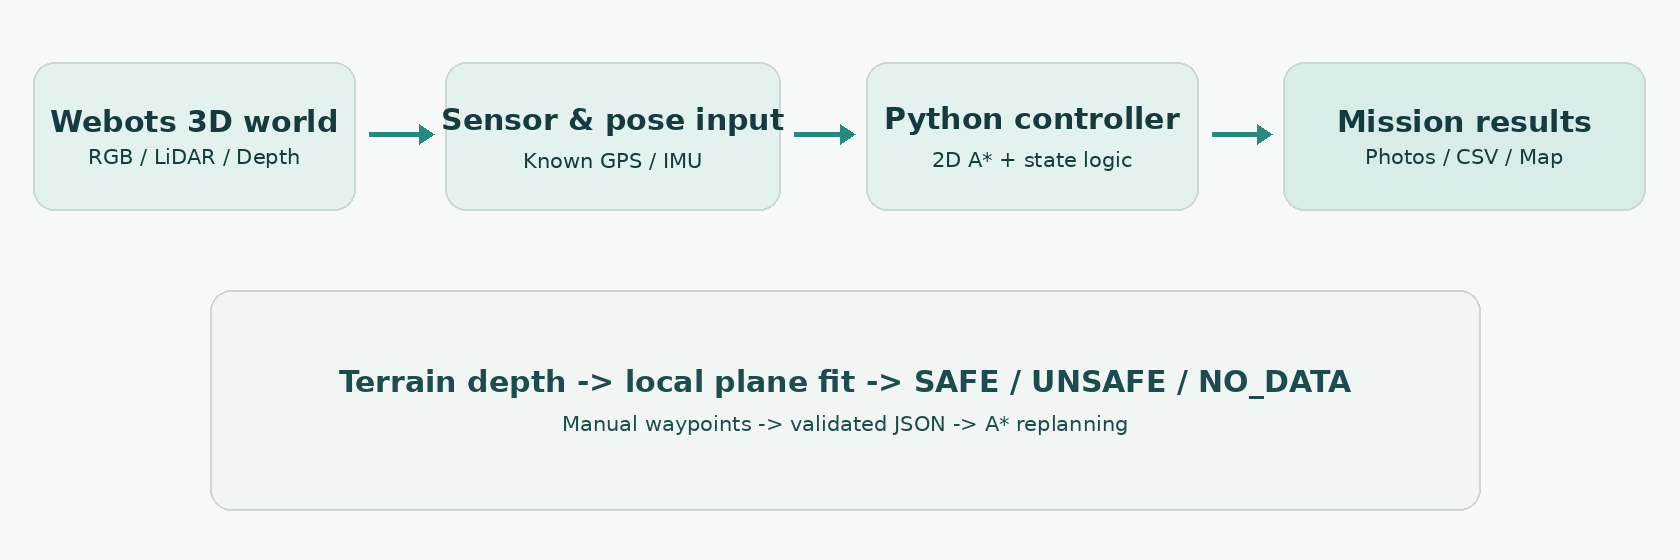 Webots 3D world
RGB / LiDAR / Depth
Sensor & pose input
Known GPS / IMU
Python controller
2D A* + state logic
Mission results
Photos / CSV / Map
Terrain depth -> local plane fit -> SAFE / UNSAFE / NO_DATA
Manual waypoints -> validated JSON -> A* replanning